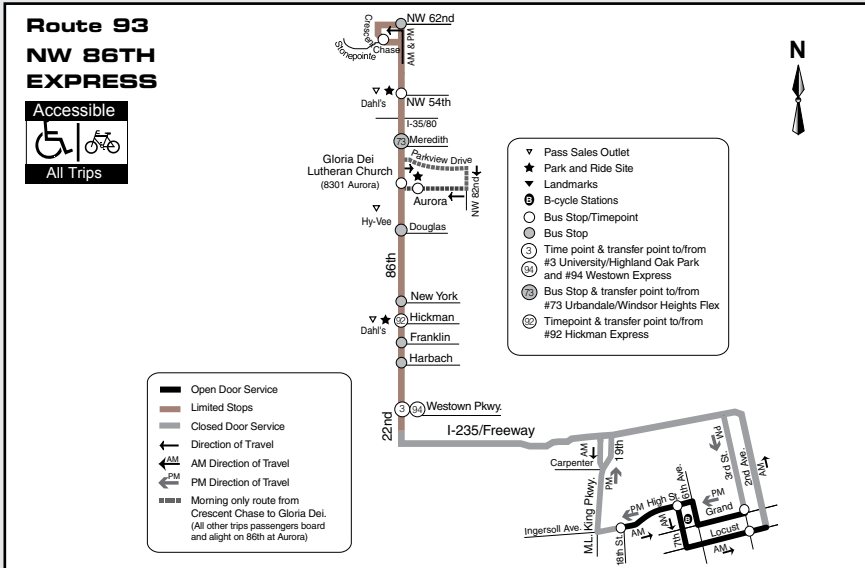 Route 93
NW 86TH
EXPRESS
Accessible
All Trips
N
NW 62nd
Crescent
Chase
Stonepointe
AM & PM
Dahl's
NW 54th
I-35/80
73 Meredith
Parkview Drive
Gloria Dei
Lutheran Church
(8301 Aurora)
Aurora
NW 82nd
Hy-Vee
Douglas
86th
New York
92 Hickman
Dahl's
Franklin
Harbach
3 94 Westown Pkwy.
22nd
I-235/Freeway
Pass Sales Outlet
Park and Ride Site
Landmarks
B B-cycle Stations
Bus Stop/Timepoint
Bus Stop
3 Time point & transfer point to/from
#3 University/Highland Oak Park
94 and #94 Westown Express
73 Bus Stop & transfer point to/from
#73 Urbandale/Windsor Heights Flex
92 Timepoint & transfer point to/from
#92 Hickman Express
Open Door Service
Limited Stops
Closed Door Service
Direction of Travel
AM AM Direction of Travel
PM PM Direction of Travel
Morning only route from
Crescent Chase to Gloria Dei.
(All other trips passengers board
and alight on 86th at Aurora)
AM
19th
Carpenter
PM
M.L. King Pkwy.
Ingersoll Ave.
18th St.
PM
High St.
AM
6th Ave.
AM
7th
B
PM
Grand
Locust
AM
PM
3rd St.
2nd Ave.
AM